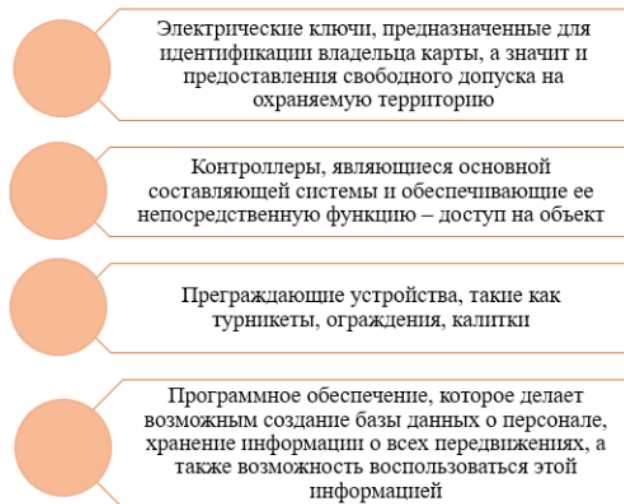 Электрические ключи, предназначенные для
идентификации владельца карты, а значит и
предоставления свободного допуска на
охраняемую территорию
Контроллеры, являющиеся основной
составляющей системы и обеспечивающие ее
непосредственную функцию – доступ на объект
Преграждающие устройства, такие как
турникеты, ограждения, калитки
Программное обеспечение, которое делает
возможным создание базы данных о персонале,
хранение информации о всех передвижениях, а
также возможность воспользоваться этой
информацией